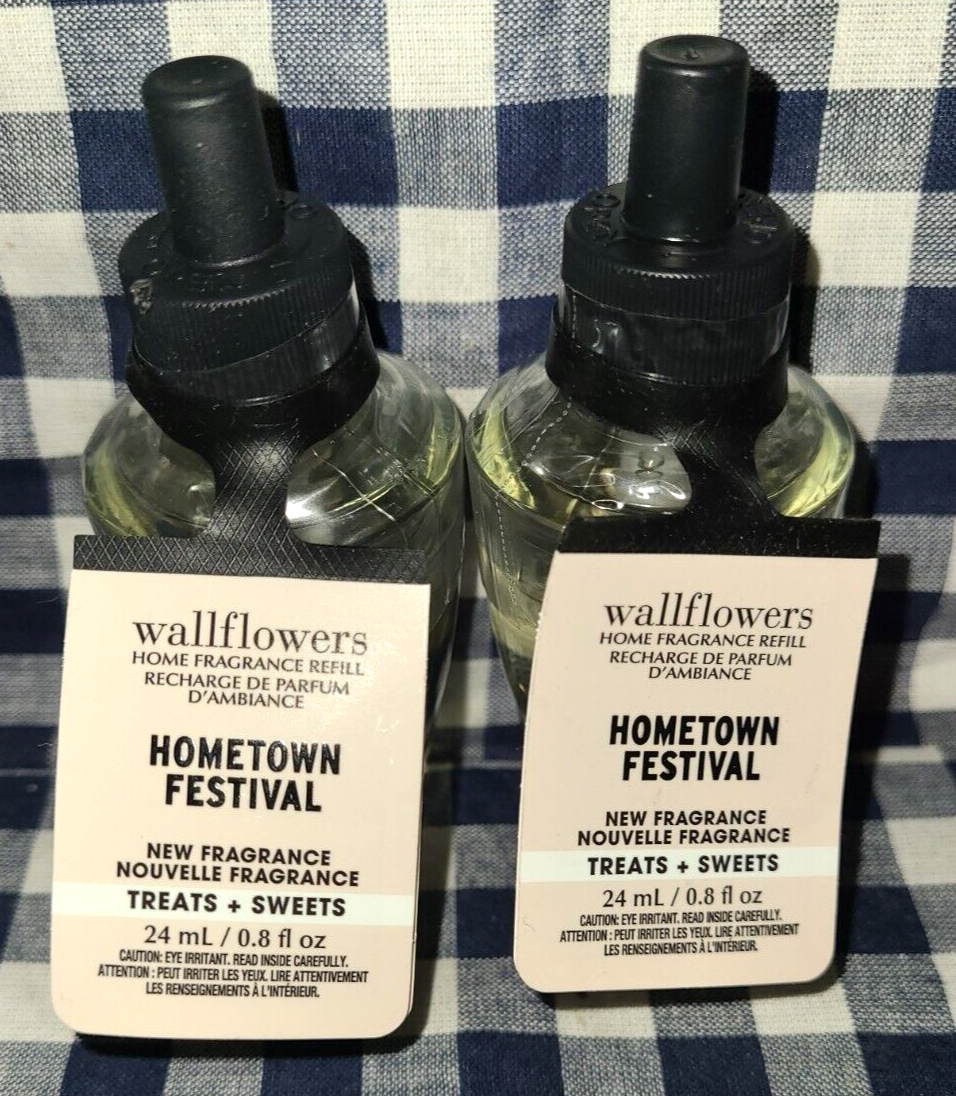 wallflowers
HOME FRAGRANCE REFILL
RECHARGE DE PARFUM
D'AMBIANCE
HOMETOWN
FESTIVAL
NEW FRAGRANCE
NOUVELLE FRAGRANCE
TREATS + SWEETS
24 mL / 0.8 fl oz
CAUTION: EYE IRRITANT. READ INSIDE CAREFULLY.
ATTENTION : PEUT IRRITER LES YEUX. LIRE ATTENTIVEMENT
LES RENSEIGNEMENTS À L'INTÉRIEUR.
wallflowers
HOME FRAGRANCE REFILL
RECHARGE DE PARFUM
D'AMBIANCE
HOMETOWN
FESTIVAL
NEW FRAGRANCE
NOUVELLE FRAGRANCE
TREATS + SWEETS
24 mL / 0.8 fl oz
CAUTION: EYE IRRITANT. READ INSIDE CAREFULLY.
ATTENTION : PEUT IRRITER LES YEUX. LIRE ATTENTIVEMENT
LES RENSEIGNEMENTS À L'INTÉRIEUR.